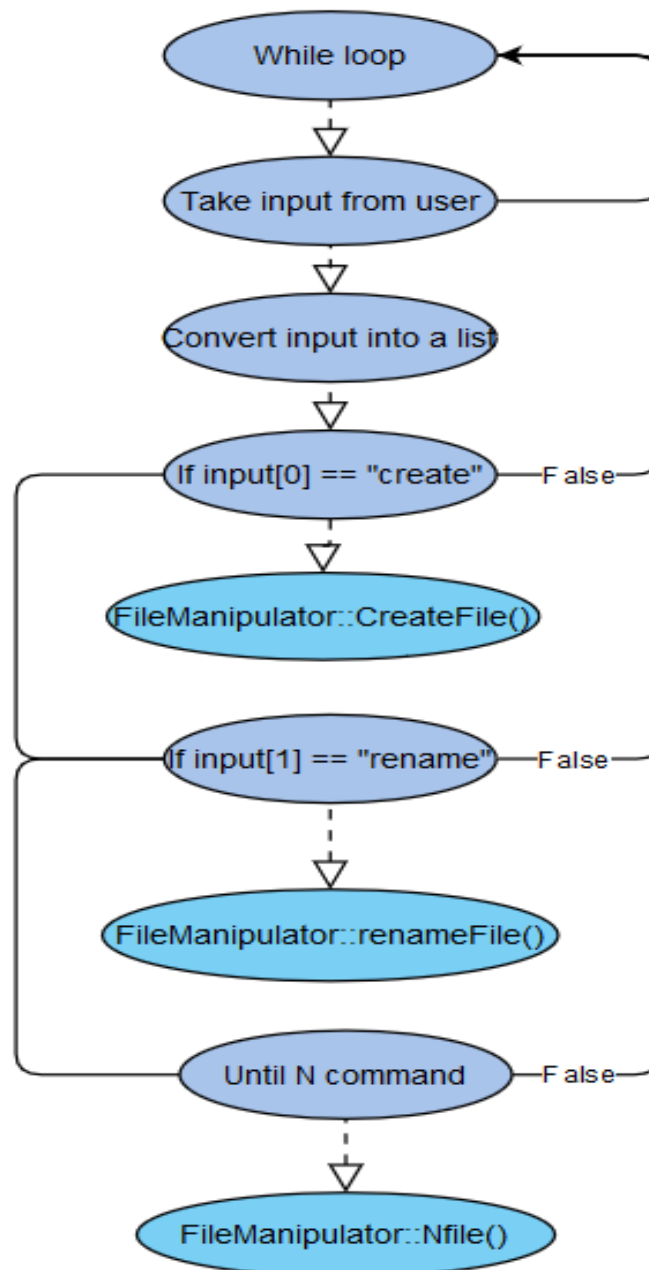 While loop
Take input from user
Convert input into a list
If input[0] == "create"
False
FileManipulator::CreateFile()
If input[1] == "rename"
False
FileManipulator::renameFile()
Until N command
False
FileManipulator::Nfile()